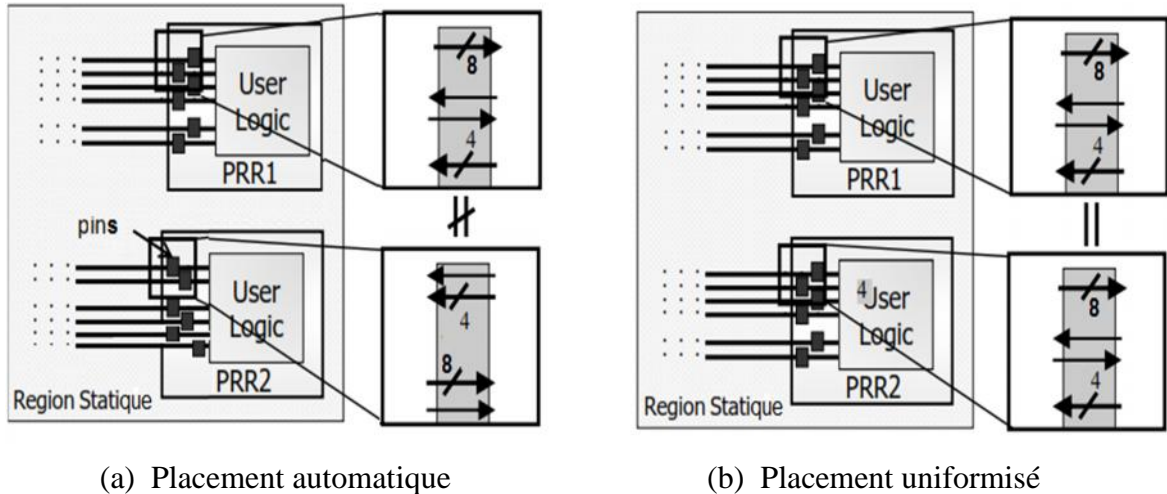 User
Logic
PRR1
8
4
pins
User
Logic
PRR2
4
8
Region Statique
(a) Placement automatique
User
Logic
PRR1
8
4
4
User
Logic
PRR2
8
4
Region Statique
(b) Placement uniformisé